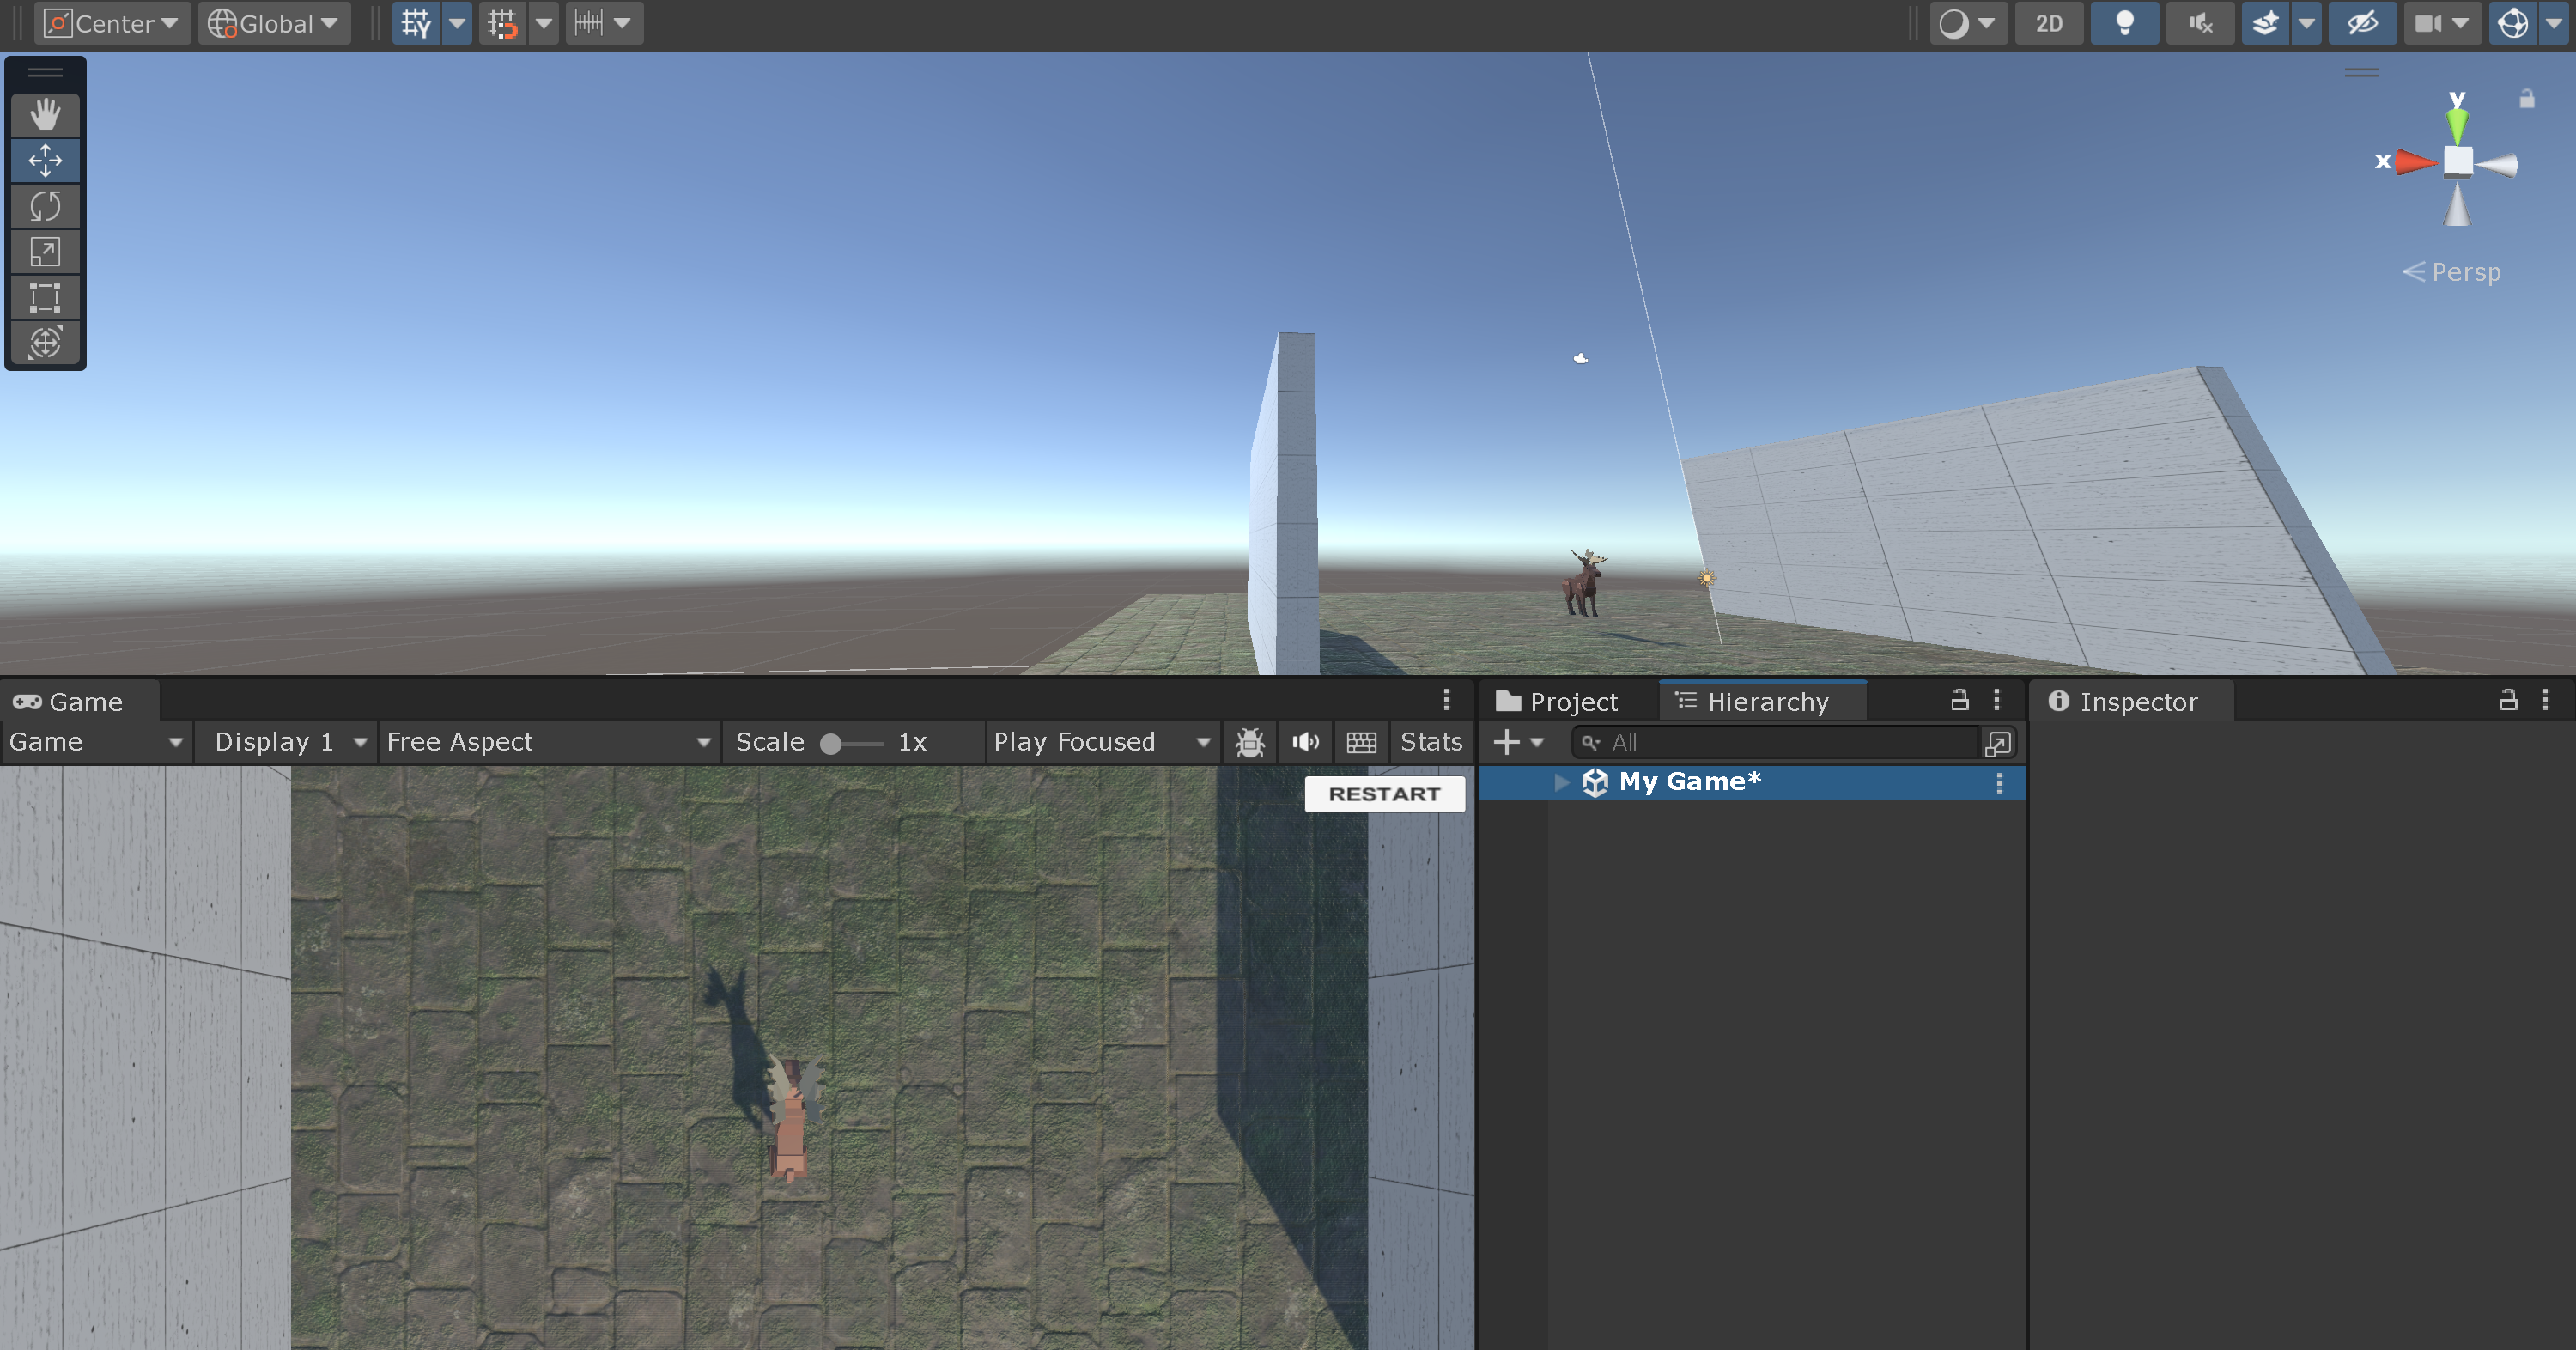 Center Global 2D
y
x
Persp
Game
Project Hierarchy Inspector
Game Display 1 Free Aspect Scale 1x Play Focused Stats
All
RESTART
My Game*